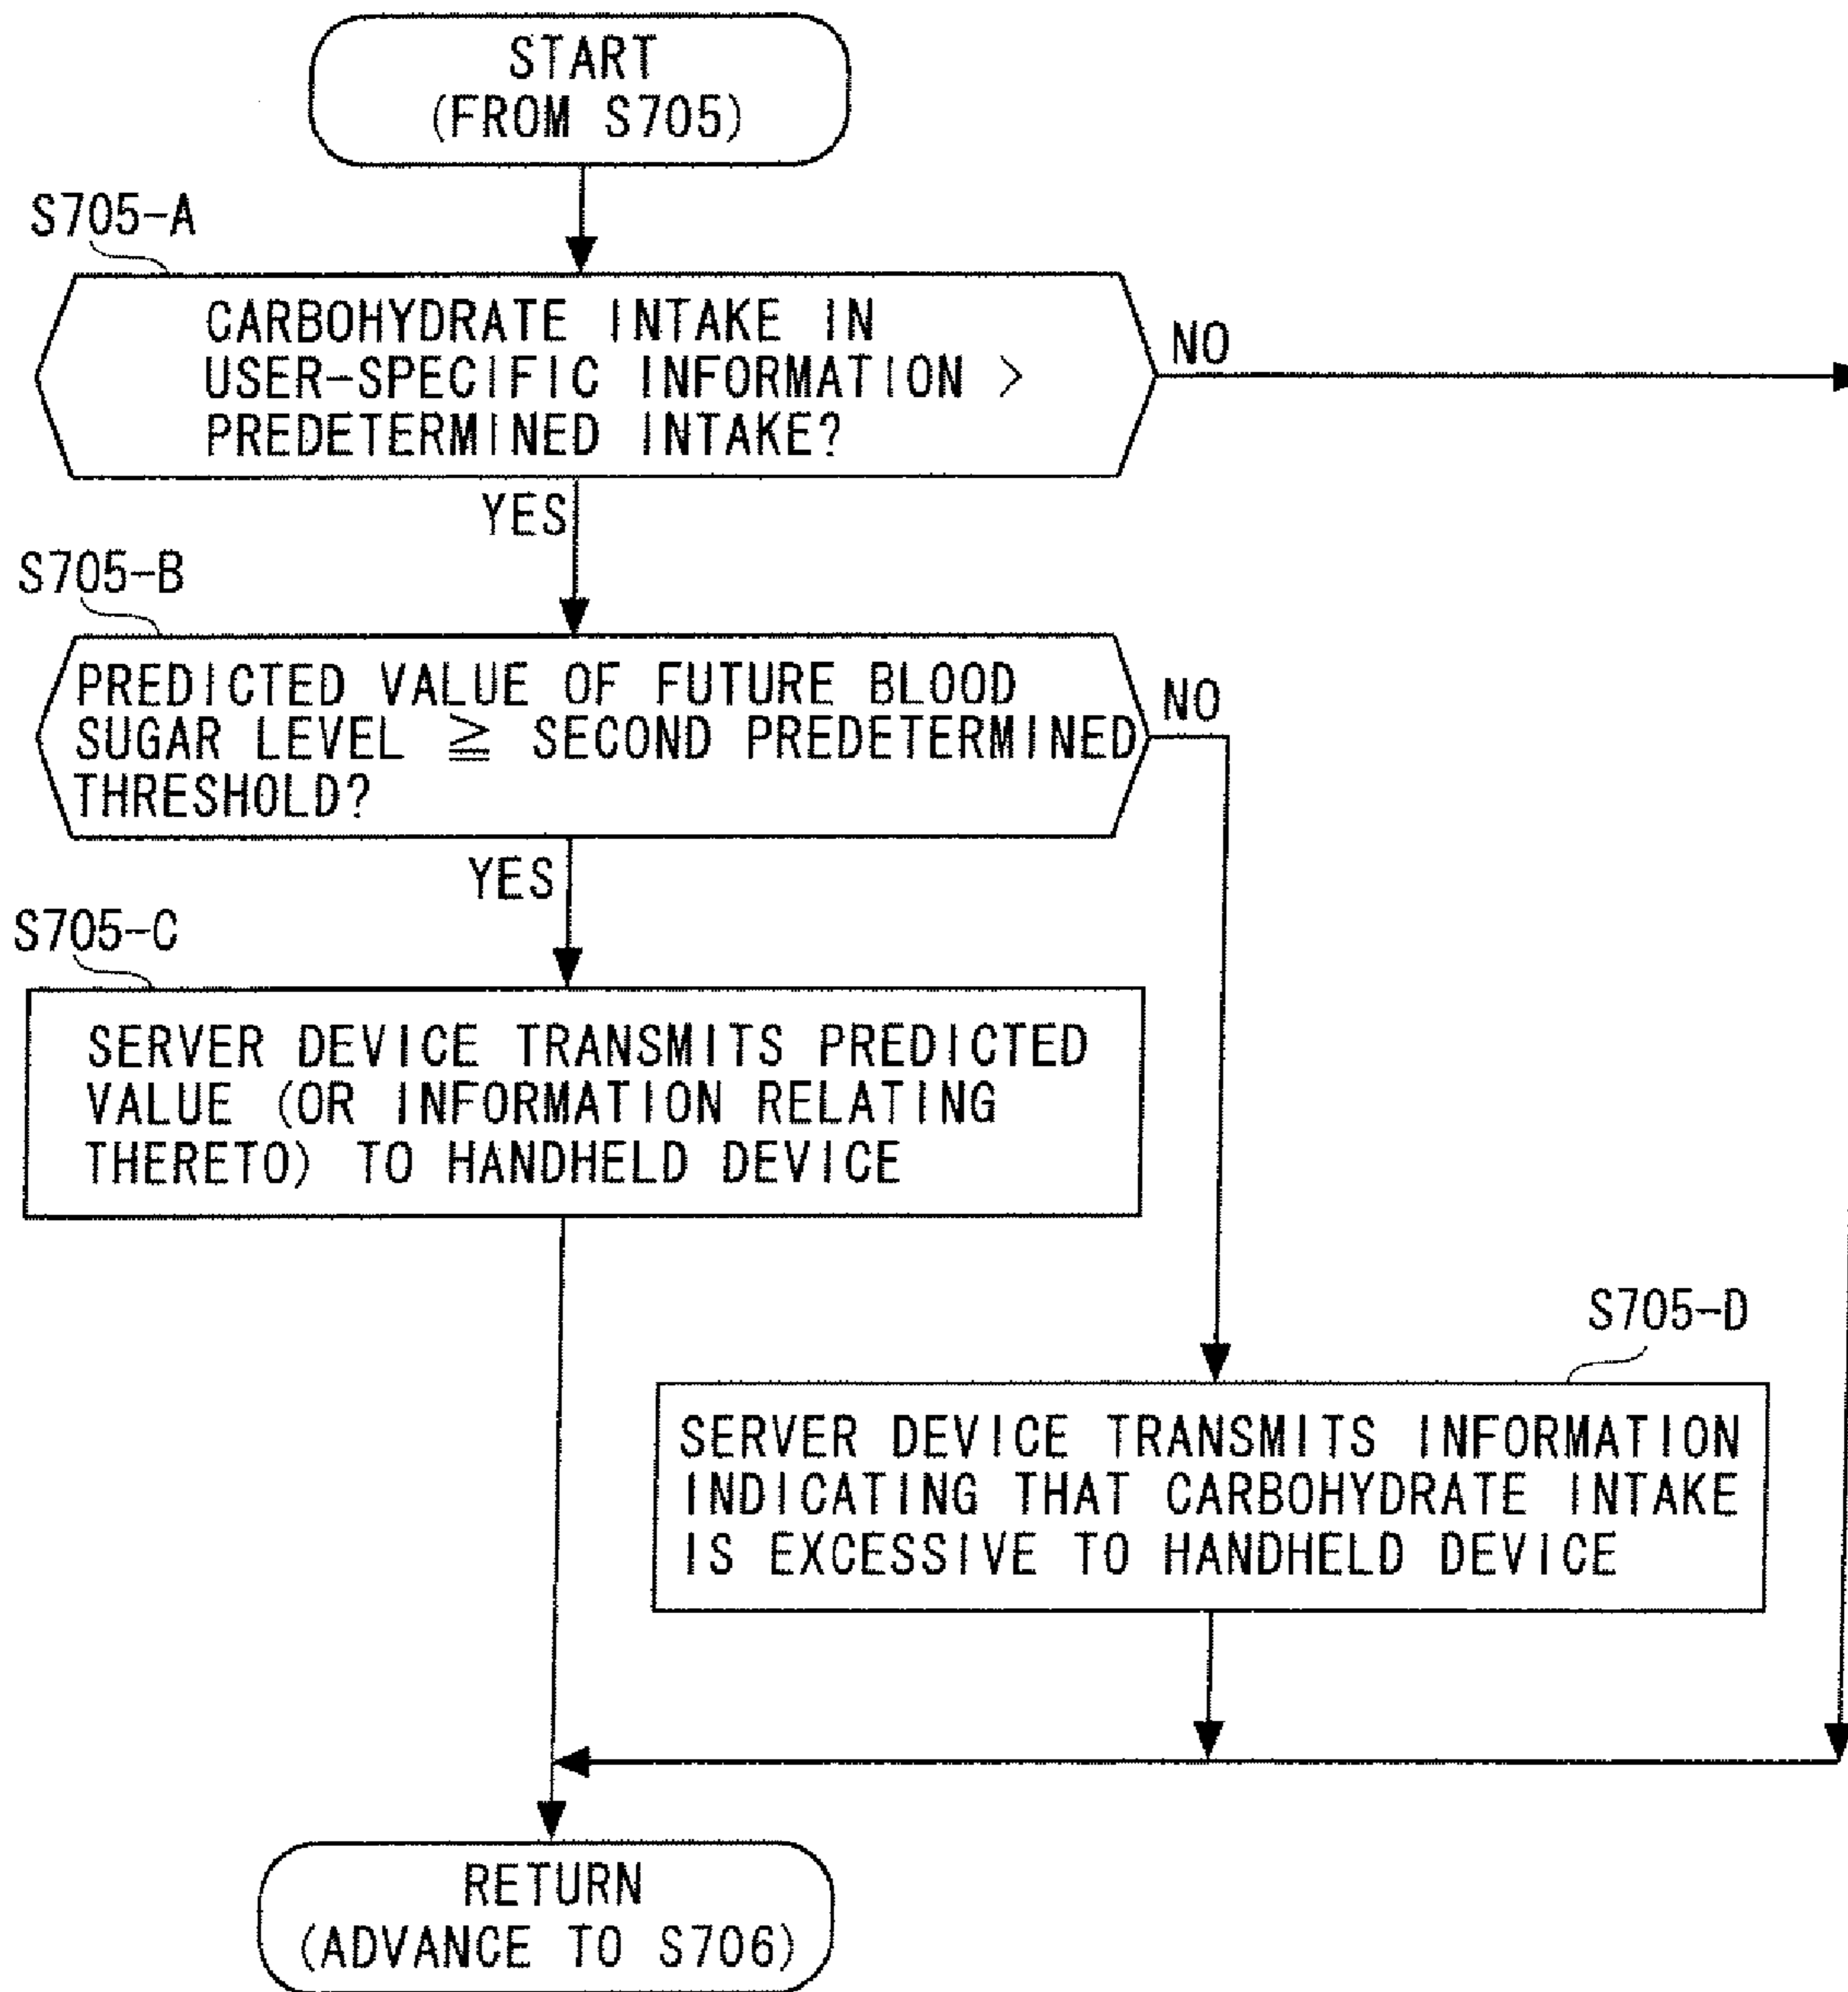 START
(FROM S705)
S705-A
CARBOHYDRATE INTAKE IN
USER-SPECIFIC INFORMATION >
PREDETERMINED INTAKE?
NO
YES
S705-B
PREDICTED VALUE OF FUTURE BLOOD
SUGAR LEVEL ≧ SECOND PREDETERMINED
THRESHOLD?
NO
YES
S705-C
SERVER DEVICE TRANSMITS PREDICTED
VALUE (OR INFORMATION RELATING
THERETO) TO HANDHELD DEVICE
S705-D
SERVER DEVICE TRANSMITS INFORMATION
INDICATING THAT CARBOHYDRATE INTAKE
IS EXCESSIVE TO HANDHELD DEVICE
RETURN
(ADVANCE TO S706)